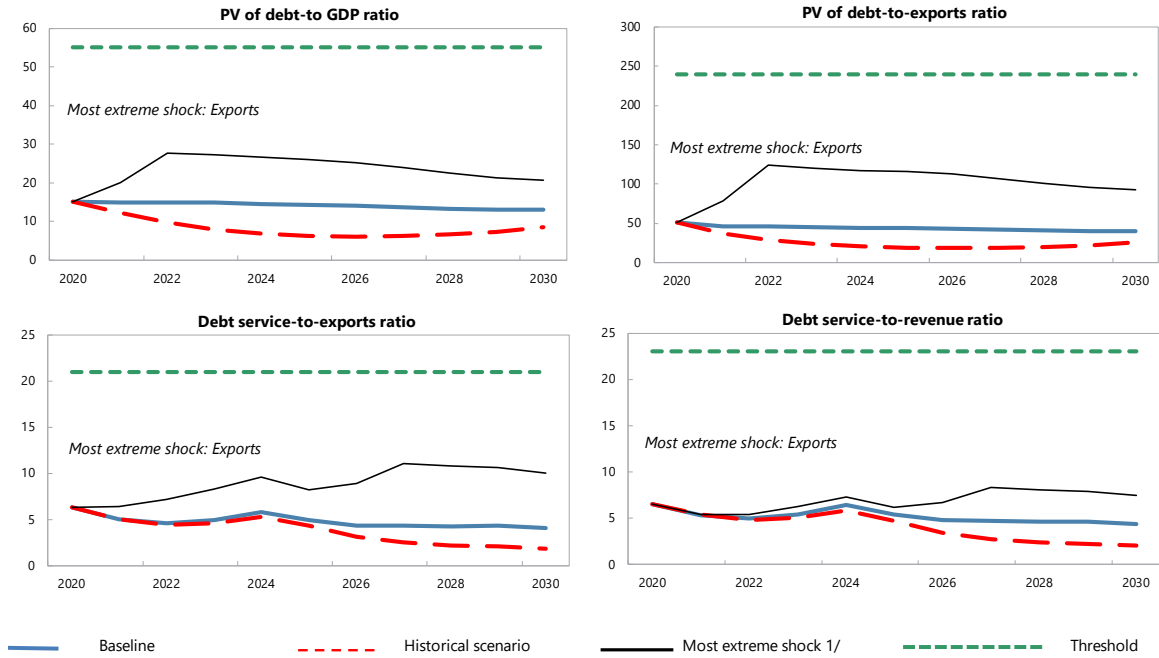 PV of debt-to GDP ratio
60
50
40
30
20
10
0
Most extreme shock: Exports
2020 2022 2024 2026 2028 2030
PV of debt-to-exports ratio
300
250
200
150
100
50
0
Most extreme shock: Exports
2020 2022 2024 2026 2028 2030
Debt service-to-exports ratio
25
20
15
10
5
0
Most extreme shock: Exports
2020 2022 2024 2026 2028 2030
Debt service-to-revenue ratio
25
20
15
10
5
0
Most extreme shock: Exports
2020 2022 2024 2026 2028 2030
Baseline Historical scenario Most extreme shock 1/ Threshold